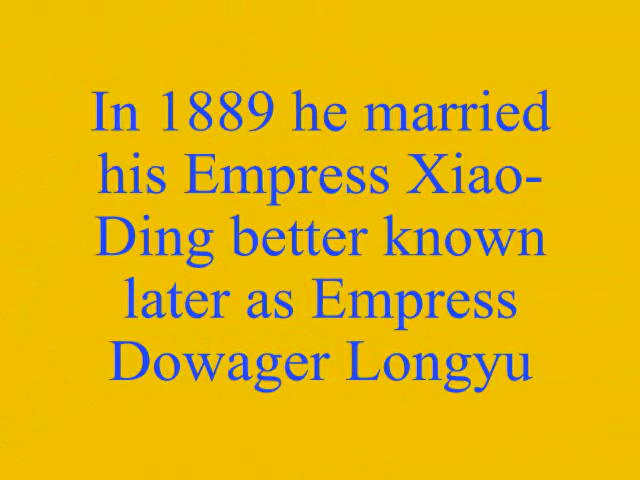 In 1889 he married
his Empress Xiao-
Ding better known
later as Empress
Dowager Longyu